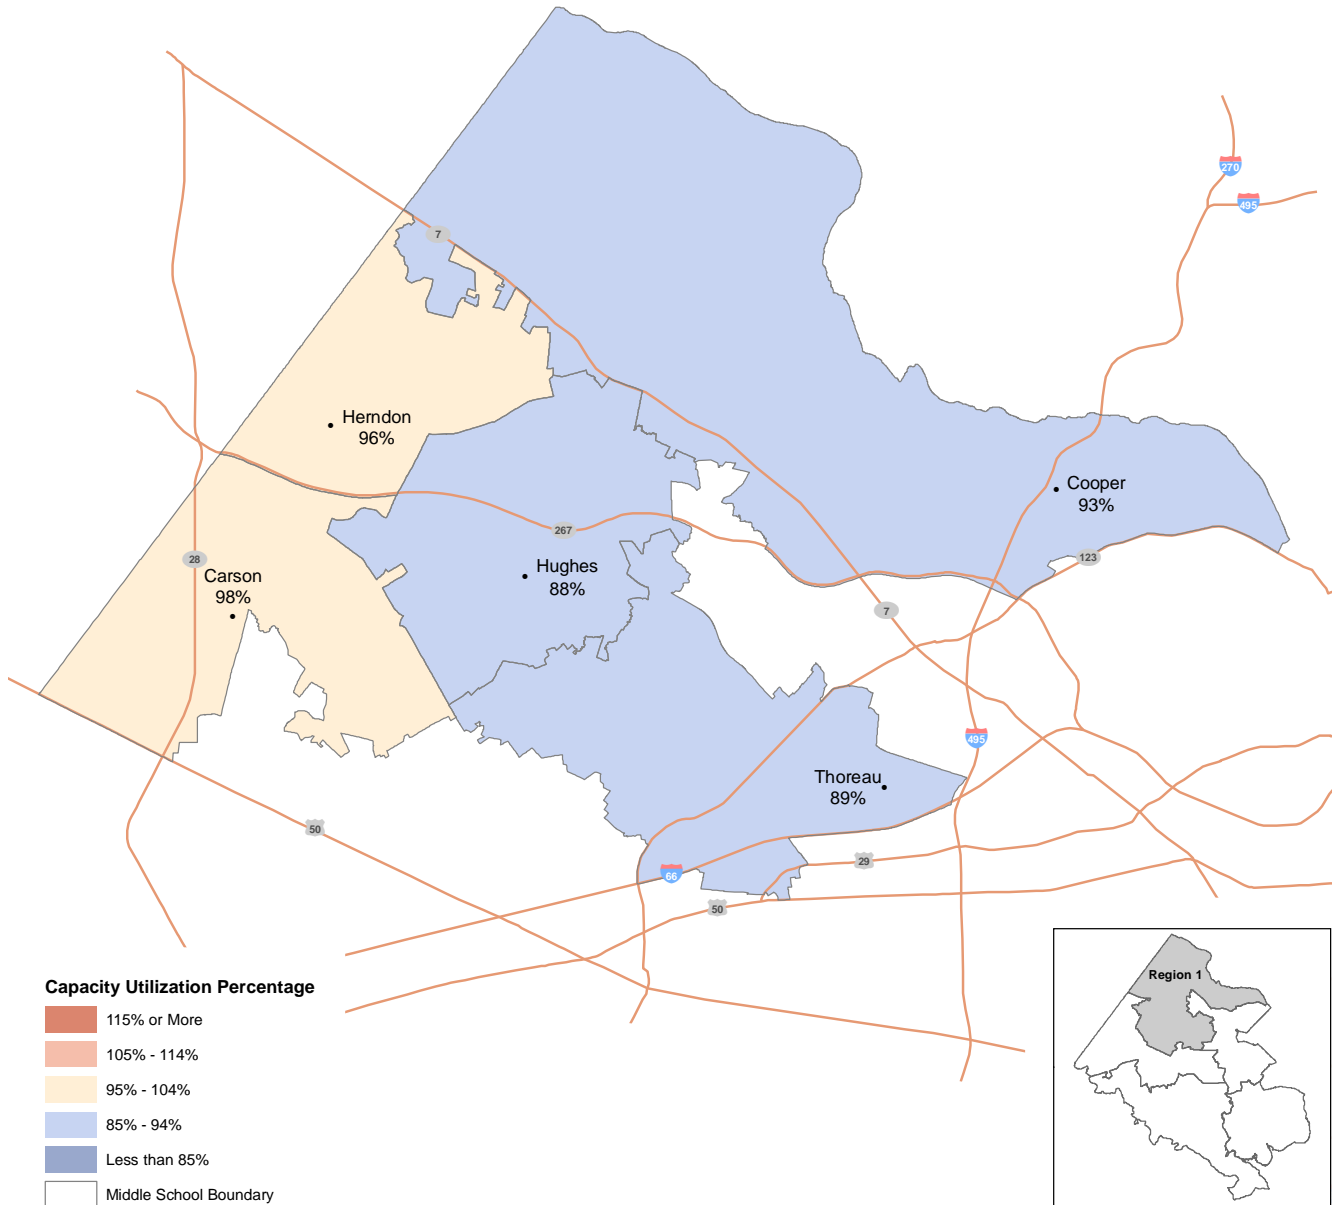 270
495
7
Herndon
96%
Cooper
93%
267
123
28
Carson
98%
Hughes
88%
7
495
Thoreau
89%
50
29
66
50
Region 1
Capacity Utilization Percentage
115% or More
105% - 114%
95% - 104%
85% - 94%
Less than 85%
Middle School Boundary